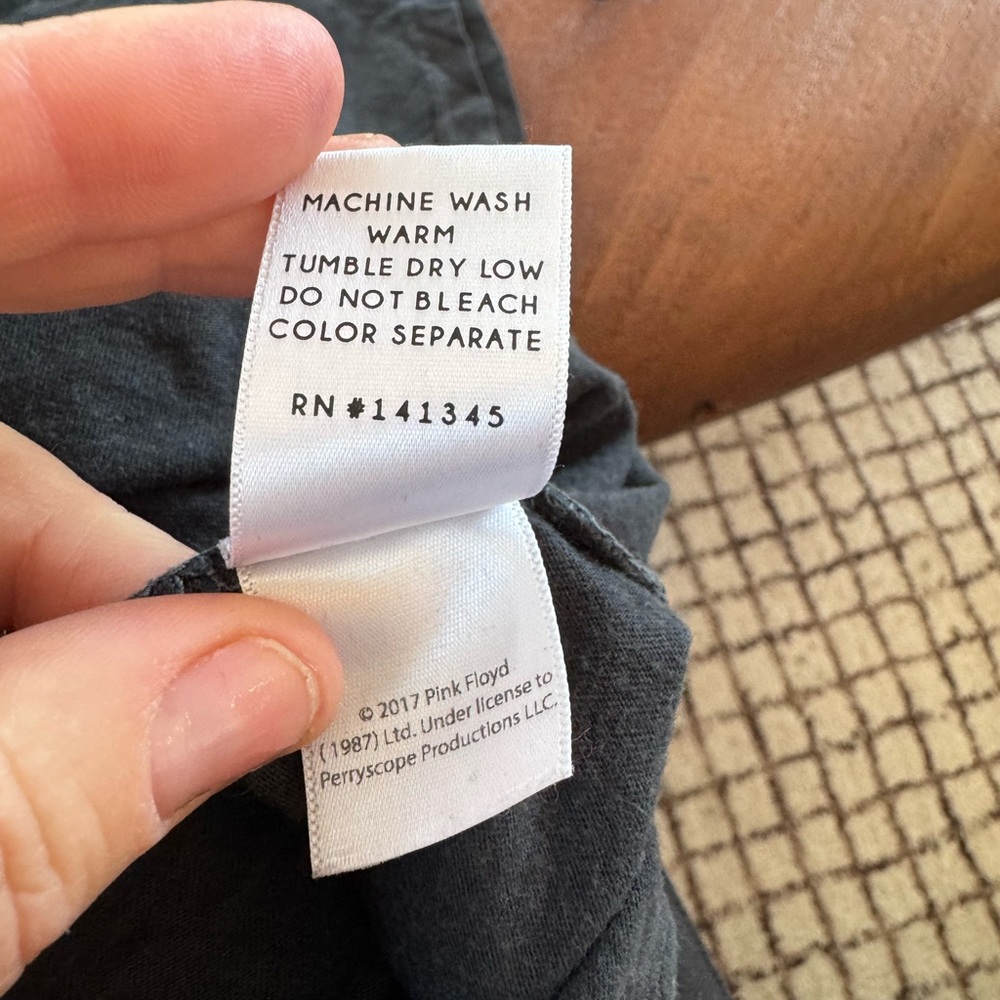 MACHINE WASH
WARM
TUMBLE DRY LOW
DO NOT BLEACH
COLOR SEPARATE
RN #141345
© 2017 Pink Floyd
(1987) Ltd. Under license to
Perryscope Productions LLC.